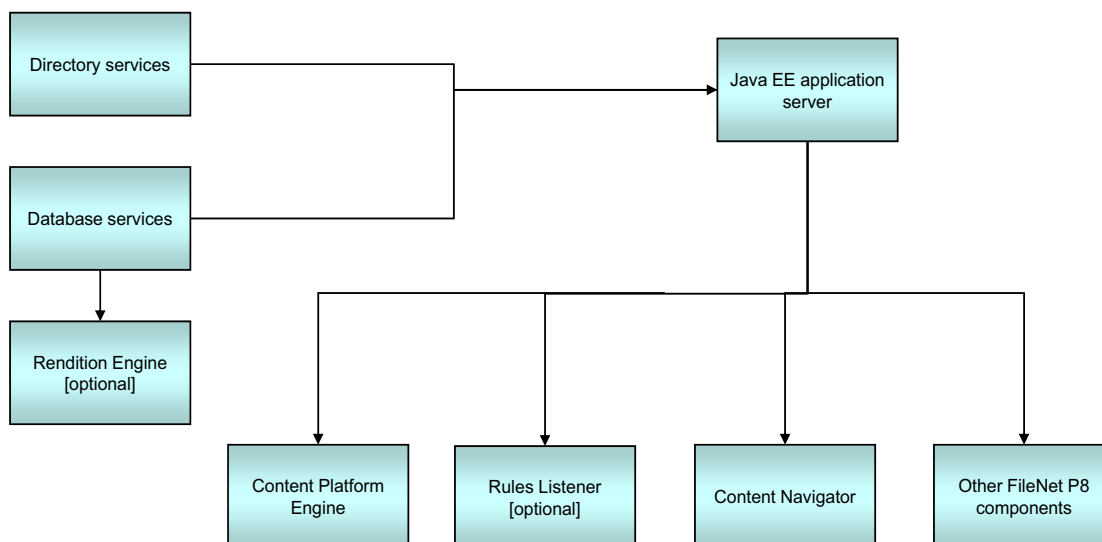 Directory services
Java EE application
server
Database services
Rendition Engine
[optional]
Content Platform
Engine
Rules Listener
[optional]
Content Navigator
Other FileNet P8
components